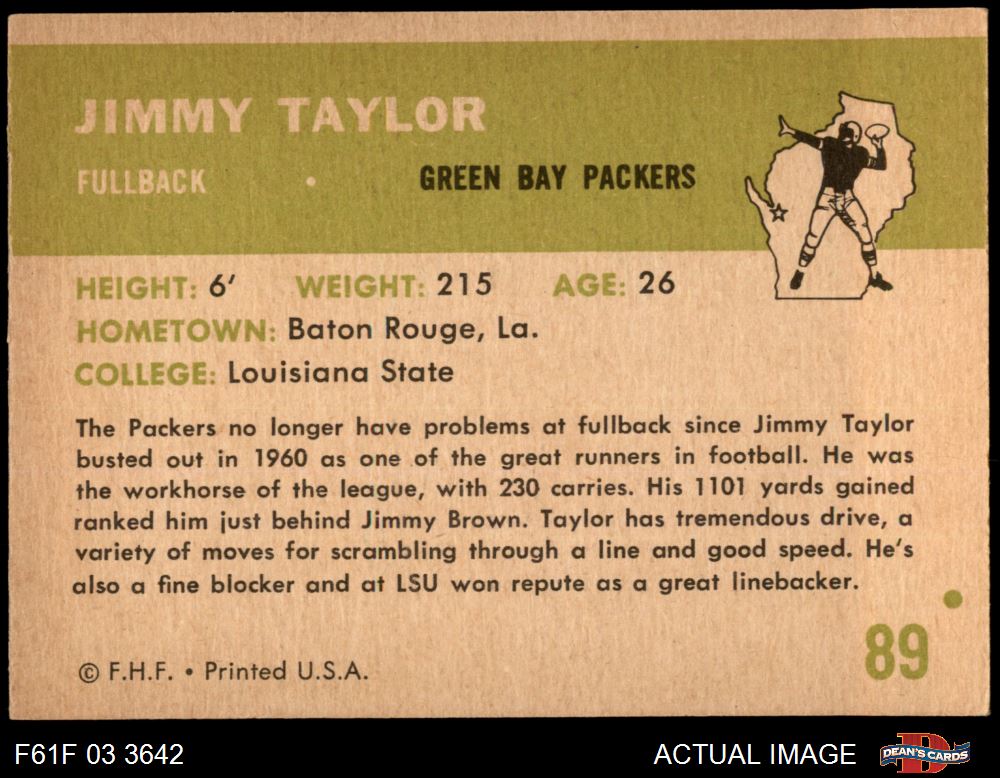 JIMMY TAYLOR
FULLBACK • GREEN BAY PACKERS
HEIGHT: 6' WEIGHT: 215 AGE: 26
HOMETOWN: Baton Rouge, La.
COLLEGE: Louisiana State
The Packers no longer have problems at fullback since Jimmy Taylor
busted out in 1960 as one of the great runners in football. He was
the workhorse of the league, with 230 carries. His 1101 yards gained
ranked him just behind Jimmy Brown. Taylor has tremendous drive, a
variety of moves for scrambling through a line and good speed. He's
also a fine blocker and at LSU won repute as a great linebacker.
89
© F.H.F. • Printed U.S.A.
F61F 03 3642 ACTUAL IMAGE DEAN'S CARDS